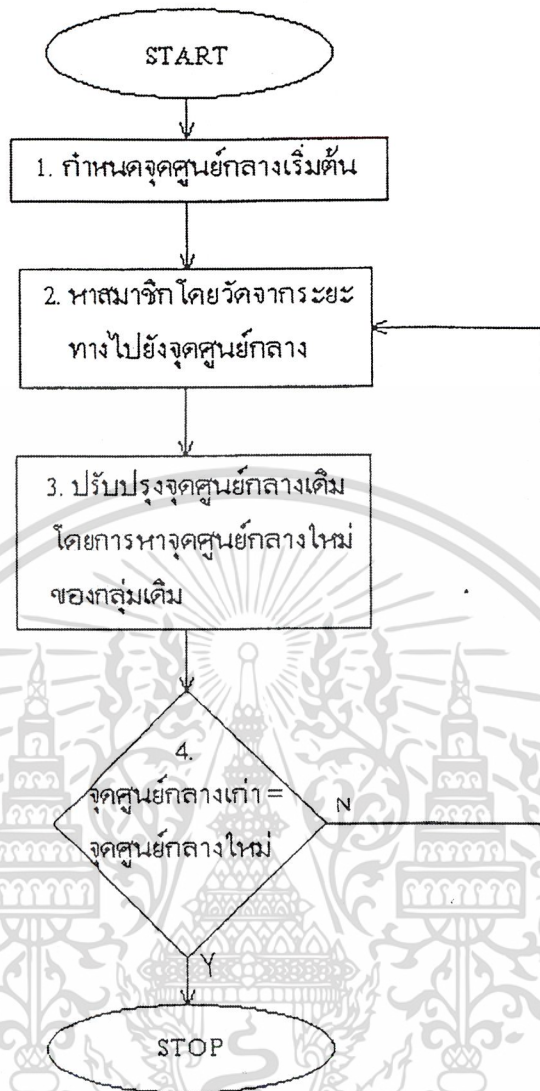 START
1. กำหนดจุดศูนย์กลางเริ่มต้น
2. หาสมาชิกโดยวัดจากระยะ
ทางไปยังจุดศูนย์กลาง
3. ปรับปรุงจุดศูนย์กลางเดิม
โดยการหาจุดศูนย์กลางใหม่
ของกลุ่มเดิม
4.
จุดศูนย์กลางเก่า =
จุดศูนย์กลางใหม่
N
Y
STOP